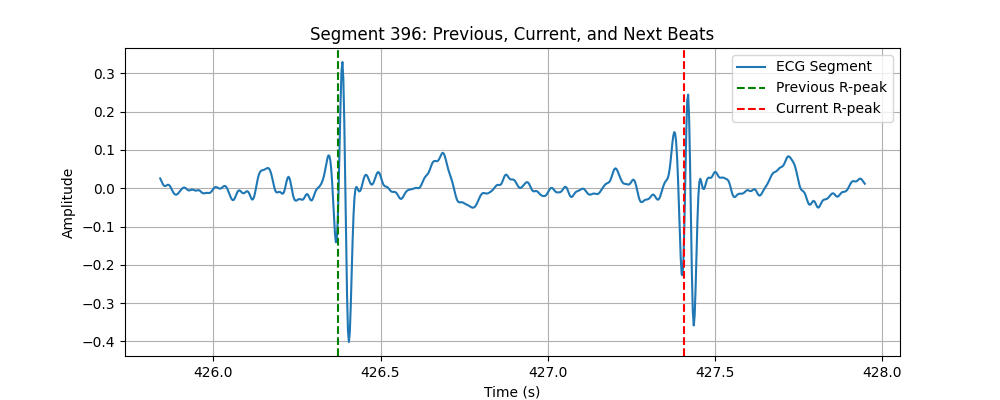 Segment 396: Previous, Current, and Next Beats
ECG Segment
Previous R-peak
Current R-peak
Amplitude
0.3
0.2
0.1
0.0
−0.1
−0.2
−0.3
−0.4
426.0 426.5 427.0 427.5 428.0
Time (s)